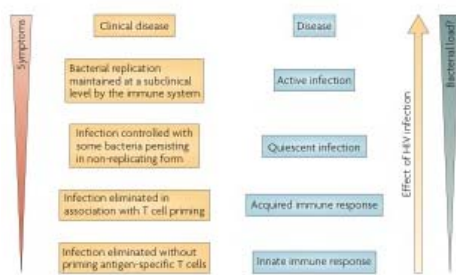 Symptoms
Clinical disease
Disease
Bacterial replication
maintained at a subclinical
level by the immune system
Active infection
Infection controlled with
some bacteria persisting
in non-replicating form
Quiescent infection
Infection eliminated in
association with T cell priming
Acquired immune response
Infection eliminated without
priming antigen-specific T cells
Innate immune response
Effect of HIV infection
Bacterial load?